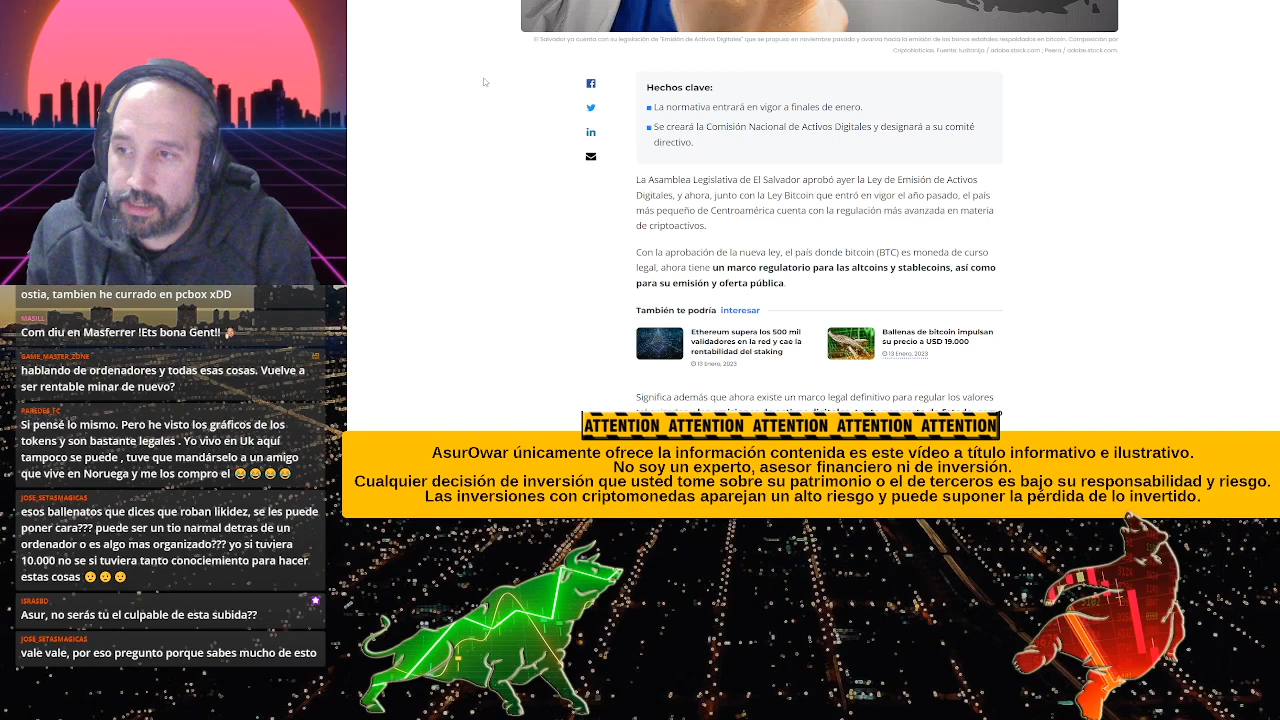 El Salvador ya cuenta con su legislación de "Emisión de Activos Digitales" que se propuso en noviembre pasado y avanza hacia la emisión de los bonos estatales respaldados en bitcoin. Composición por
CriptoNoticias. Fuente: luzitanija / adobe.stock.com ; Peera / adobe.stock.com.
Hechos clave:
La normativa entrará en vigor a finales de enero.
Se creará la Comisión Nacional de Activos Digitales y designará a su comité
directivo.
La Asamblea Legislativa de El Salvador aprobó ayer la Ley de Emisión de Activos
Digitales, y ahora, junto con la Ley Bitcoin que entró en vigor el año pasado, el país
más pequeño de Centroamérica cuenta con la regulación más avanzada en materia
de criptoactivos.
Con la aprobación de la nueva ley, el país donde bitcoin (BTC) es moneda de curso
legal, ahora tiene un marco regulatorio para las altcoins y stablecoins, así como
para su emisión y oferta pública.
También te podría interesar
Ethereum supera los 500 mil
validadores en la red y cae la
rentabilidad del staking
13 Enero, 2023
Ballenas de bitcoin impulsan
su precio a USD 19.000
13 Enero, 2023
Significa además que ahora existe un marco legal definitivo para regular los valores
ATTENTION ATTENTION ATTENTION ATTENTION ATTENTION
AsurOwar únicamente ofrece la información contenida es este vídeo a título informativo e ilustrativo.
No soy un experto, asesor financiero ni de inversión.
Cualquier decisión de inversión que usted tome sobre su patrimonio o el de terceros es bajo su responsabilidad y riesgo.
Las inversiones con criptomonedas aparejan un alto riesgo y puede suponer la pérdida de lo invertido.
ostia, tambien he currado en pcbox xDD
MASILL
Com diu en Masferrer !Ets bona Gent!!
GAME_MASTER_ZONE
Hablando de ordenadores y todas esas cosas. Vuelve a
ser rentable minar de nuevo?
PAREDES_TC
Si pero te lo miras , en Noruega puedes comprar
tokens y son bastante legales . Yo vivo en Uk y aquí
tampoco se puede , tuve que mandárselo a un amigo
que vive en Noruega y me los compro el
JOSE_SETASMAGICAS
esos ballenatos que dices que roban likidez, se les puede
poner cara??? puede ser un tio normal detras de un
ordenador o es algo mas organizado??? yo si tuviera
10.000 no se si tuviera tanto conociemiento para hacer
estas cosas
ISRASBD
Asur, no serás tu el culpable de esta subida??
JOSE_SETASMAGICAS
vale vale, por eso pregunto porque sabes mucho de esto